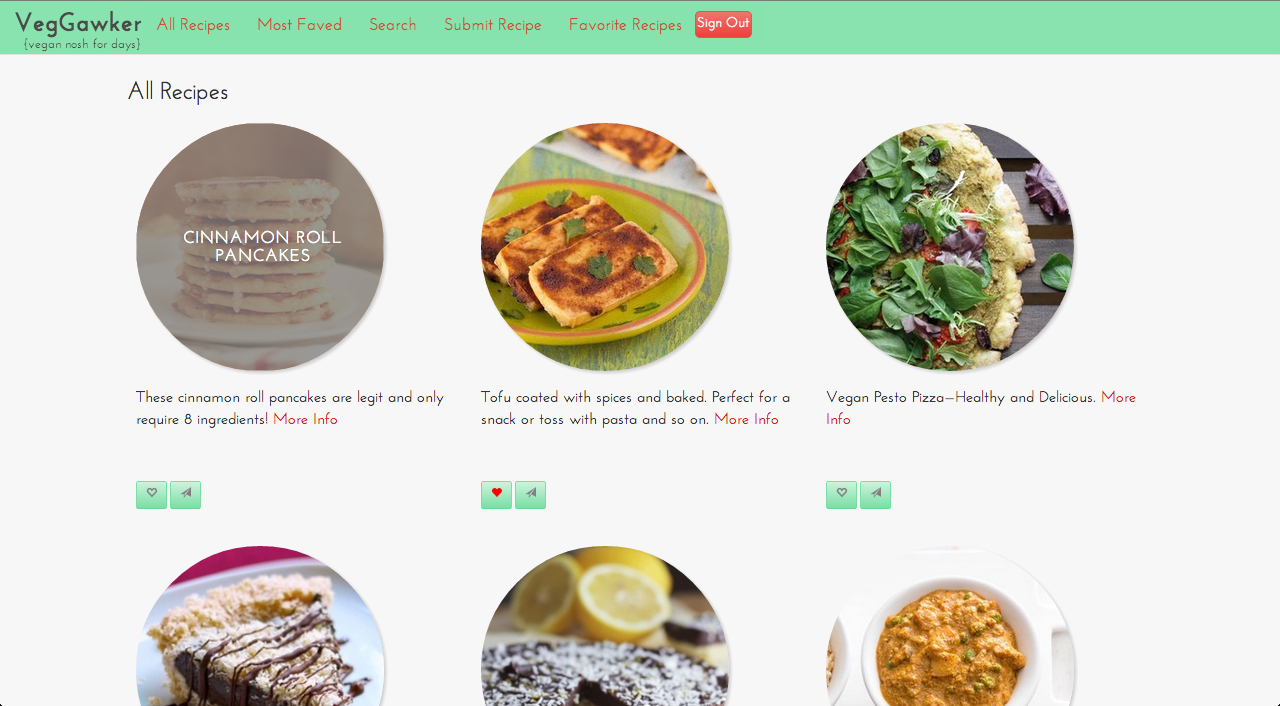 VegGawker All Recipes Most Faved Search Submit Recipe Favorite Recipes Sign Out
{vegan nosh for days}
All Recipes
CINNAMON ROLL
PANCAKES
These cinnamon roll pancakes are legit and only
require 8 ingredients! More Info
Tofu coated with spices and baked. Perfect for a
snack or toss with pasta and so on. More Info
Vegan Pesto Pizza—Healthy and Delicious. More
Info